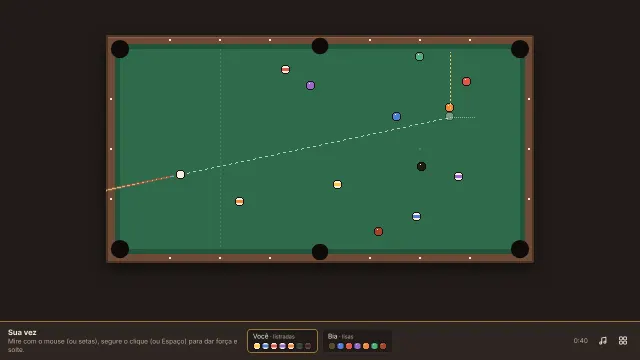 Sua vez
Mire com o mouse (ou setas), segure o clique (ou Espaço) para dar força e
solte.
Você · listradas
Bia · lisas
0:40